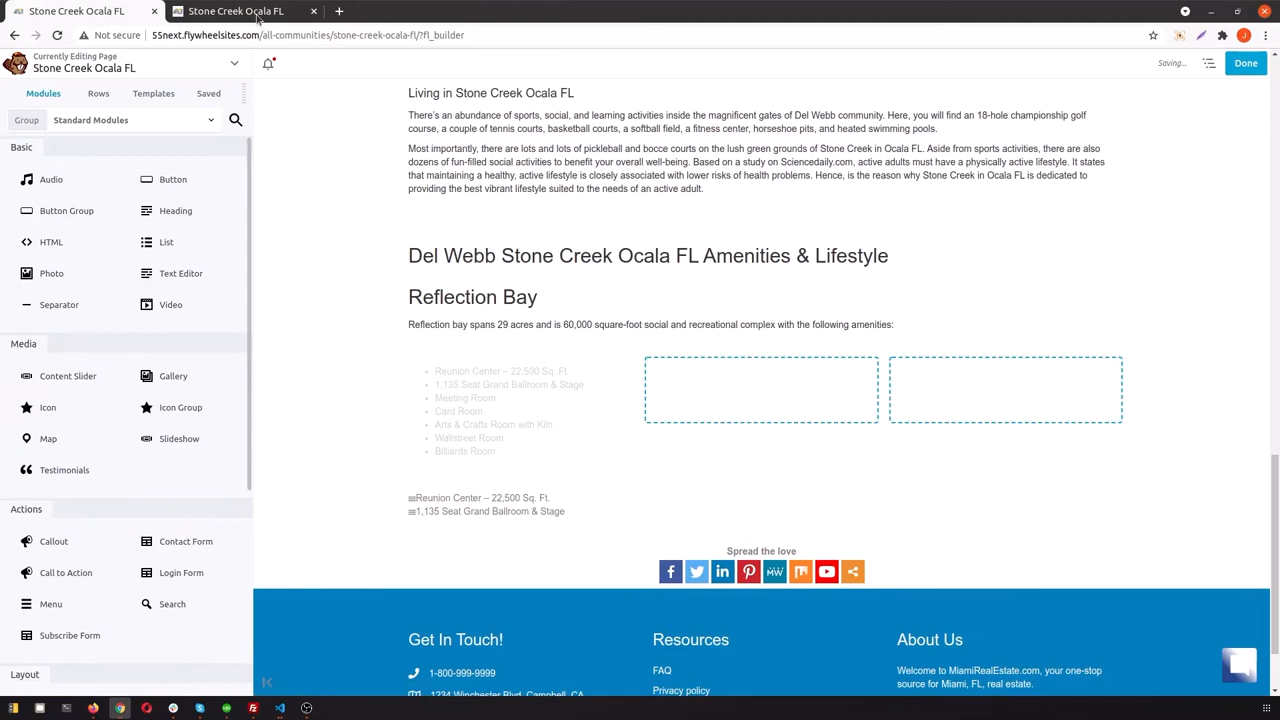 Stone Creek Ocala FL
Stone Creek Ocala FL
Not secure
55next.flywheelsites.com/all-communities/stone-creek-ocala-fl/?fl_builder
Currently Editing Page
Stone Creek Ocala FL
Saving...
Done
Modules Rows Templates Saved
Group Standard Modules
Basic
Audio Button
Button Group Heading
HTML List
Photo Text Editor
Separator Video
Media
Content Slider Gallery
Icon Icon Group
Map Slideshow
Testimonials
Actions
Callout Contact Form
Call to Action Login Form
Menu Search
Subscribe Form
Layout
Living in Stone Creek Ocala FL
There's an abundance of sports, social, and learning activities inside the magnificent gates of Del Webb community. Here, you will find an 18-hole championship golf
course, a couple of tennis courts, basketball courts, a softball field, a fitness center, horseshoe pits, and heated swimming pools.
Most importantly, there are lots and lots of pickleball and bocce courts on the lush green grounds of Stone Creek in Ocala FL. Aside from sports activities, there are also
dozens of fun-filled social activities to benefit your overall well-being. Based on a study on Sciencedaily.com, active adults must have a physically active lifestyle. It states
that maintaining a healthy, active lifestyle is closely associated with lower risks of health problems. Hence, is the reason why Stone Creek in Ocala FL is dedicated to
providing the best vibrant lifestyle suited to the needs of an active adult.
Del Webb Stone Creek Ocala FL Amenities & Lifestyle
Reflection Bay
Reflection bay spans 29 acres and is 60,000 square-foot social and recreational complex with the following amenities:
Reunion Center – 22,500 Sq. Ft.
1,135 Seat Grand Ballroom & Stage
Meeting Room
Card Room
Arts & Crafts Room with Kiln
Wallstreet Room
Billiards Room
Reunion Center – 22,500 Sq. Ft.
1,135 Seat Grand Ballroom & Stage
Spread the love
MW
Get In Touch!
1-800-999-9999
1234 Winchester Blvd, Campbell, CA
Resources
FAQ
Privacy policy
About Us
Welcome to MiamiRealEstate.com, your one-stop
source for Miami, FL, real estate.